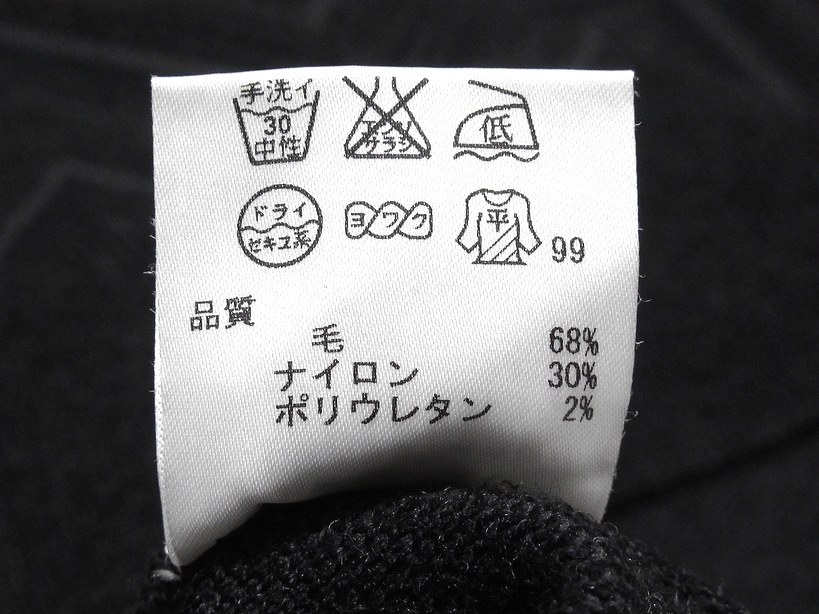 手洗イ
30
中性
エンソ
サラシ
低
ドライ
セキユ系
ヨワク
平
99
品質
毛 68%
ナイロン 30%
ポリウレタン 2%